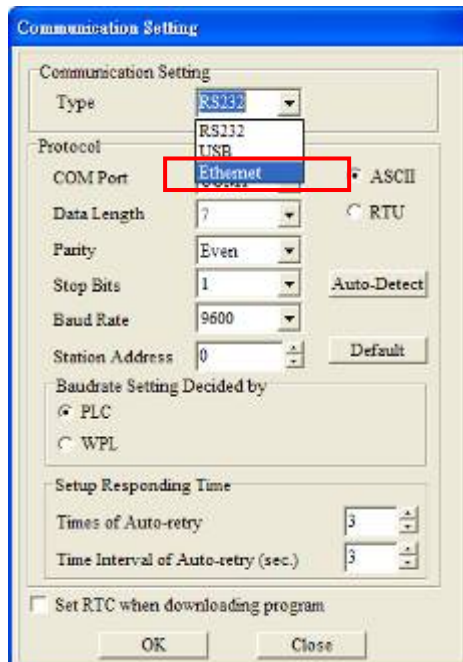 Communication Setting
Communication Setting
Type RS232
RS232
USB
Protocol
Ethernet
COM Port ASCII
Data Length 7 RTU
Parity Even
Stop Bits 1 Auto-Detect
Baud Rate 9600
Station Address 0 Default
Baudrate Setting Decided by
PLC
WPL
Setup Responding Time
Times of Auto-retry 3
Time Interval of Auto-retry (sec.) 3
Set RTC when downloading program
OK Close